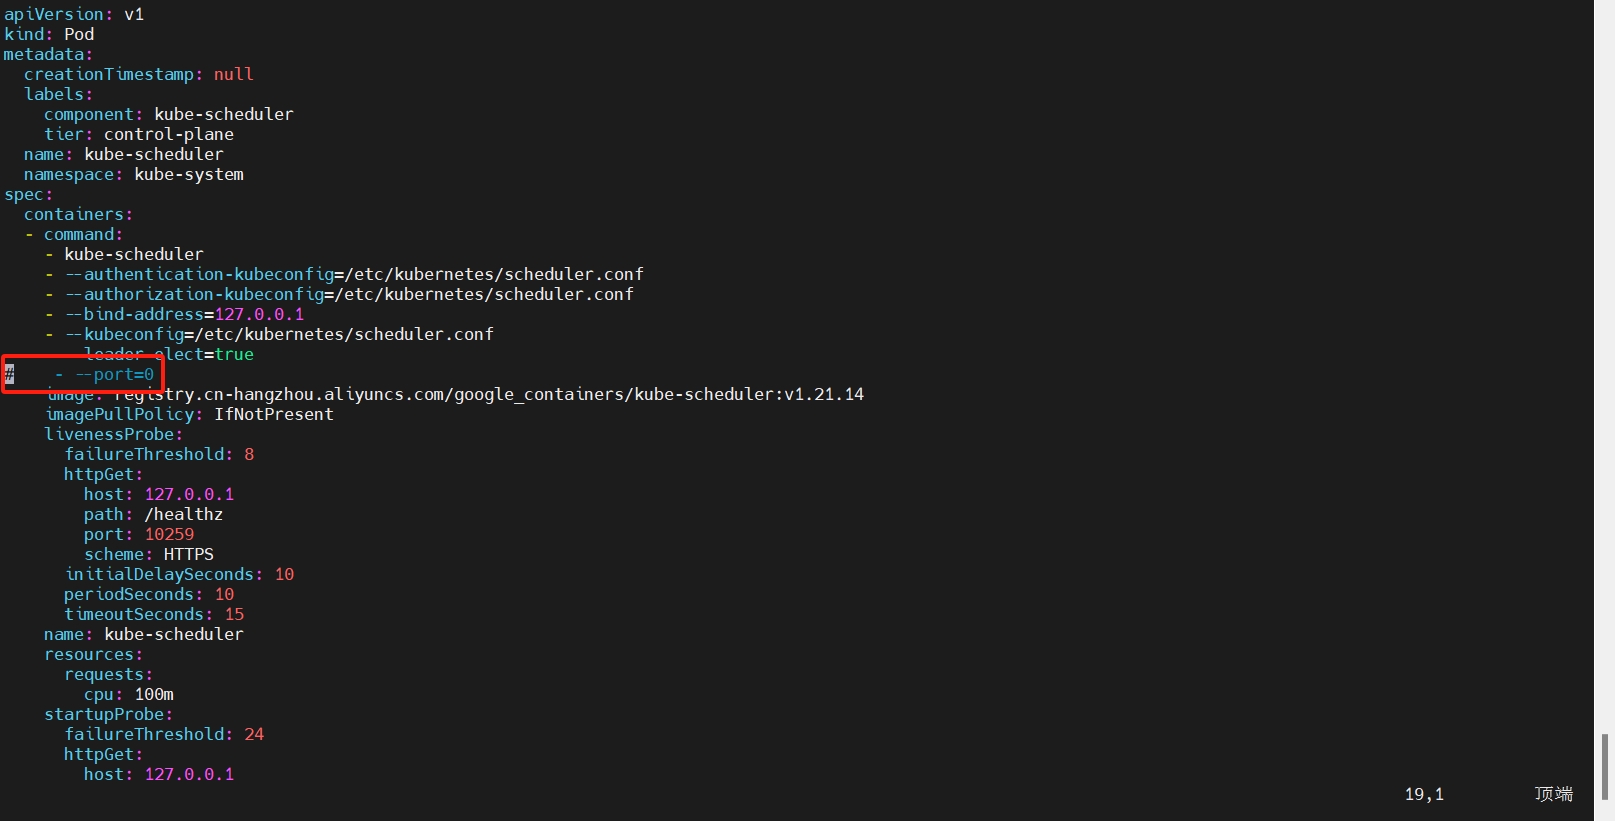 apiVersion: v1
kind: Pod
metadata:
  creationTimestamp: null
  labels:
    component: kube-scheduler
    tier: control-plane
  name: kube-scheduler
  namespace: kube-system
spec:
  containers:
  - command:
    - kube-scheduler
    - --authentication-kubeconfig=/etc/kubernetes/scheduler.conf
    - --authorization-kubeconfig=/etc/kubernetes/scheduler.conf
    - --bind-address=127.0.0.1
    - --kubeconfig=/etc/kubernetes/scheduler.conf
    leader-elect=true
#    - --port=0
    image: registry.cn-hangzhou.aliyuncs.com/google_containers/kube-scheduler:v1.21.14
    imagePullPolicy: IfNotPresent
    livenessProbe:
      failureThreshold: 8
      httpGet:
        host: 127.0.0.1
        path: /healthz
        port: 10259
        scheme: HTTPS
      initialDelaySeconds: 10
      periodSeconds: 10
      timeoutSeconds: 15
    name: kube-scheduler
    resources:
      requests:
        cpu: 100m
    startupProbe:
      failureThreshold: 24
      httpGet:
        host: 127.0.0.1
19,1 顶端